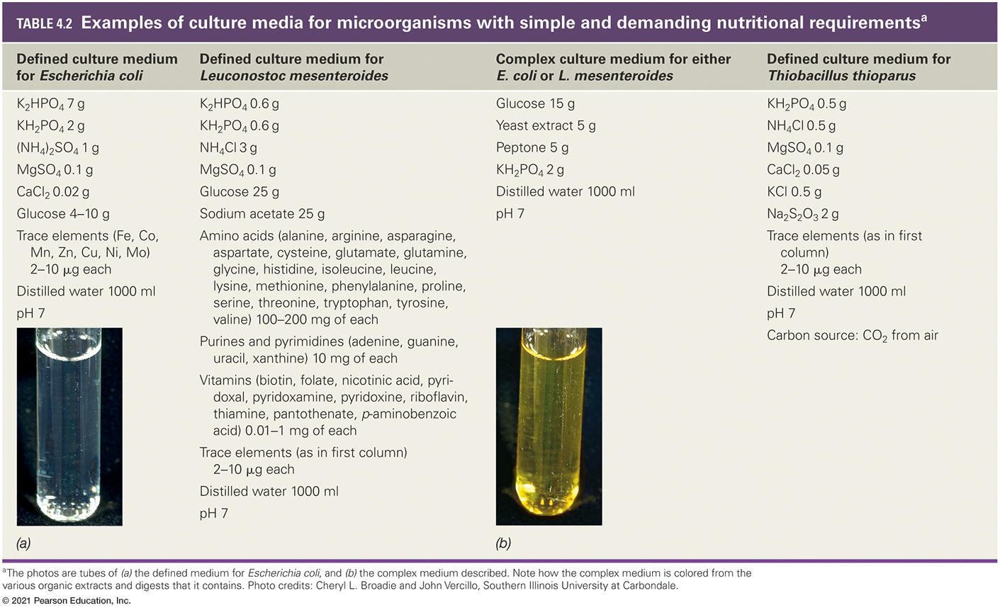 TABLE 4.2 Examples of culture media for microorganisms with simple and demanding nutritional requirementsᵃ
Defined culture medium
for Escherichia coli
K₂HPO₄ 7 g
KH₂PO₄ 2 g
(NH₄)₂SO₄ 1 g
MgSO₄ 0.1 g
CaCl₂ 0.02 g
Glucose 4–10 g
Trace elements (Fe, Co,
Mn, Zn, Cu, Ni, Mo)
2–10 μg each
Distilled water 1000 ml
pH 7
(a)
Defined culture medium for
Leuconostoc mesenteroides
K₂HPO₄ 0.6 g
KH₂PO₄ 0.6 g
NH₄Cl 3 g
MgSO₄ 0.1 g
Glucose 25 g
Sodium acetate 25 g
Amino acids (alanine, arginine, asparagine,
aspartate, cysteine, glutamate, glutamine,
glycine, histidine, isoleucine, leucine,
lysine, methionine, phenylalanine, proline,
serine, threonine, tryptophan, tyrosine,
valine) 100–200 mg of each
Purines and pyrimidines (adenine, guanine,
uracil, xanthine) 10 mg of each
Vitamins (biotin, folate, nicotinic acid, pyri-
doxal, pyridoxamine, pyridoxine, riboflavin,
thiamine, pantothenate, p-aminobenzoic
acid) 0.01–1 mg of each
Trace elements (as in first column)
2–10 μg each
Distilled water 1000 ml
pH 7
Complex culture medium for either
E. coli or L. mesenteroides
Glucose 15 g
Yeast extract 5 g
Peptone 5 g
KH₂PO₄ 2 g
Distilled water 1000 ml
pH 7
(b)
Defined culture medium for
Thiobacillus thioparus
KH₂PO₄ 0.5 g
NH₄Cl 0.5 g
MgSO₄ 0.1 g
CaCl₂ 0.05 g
KCl 0.5 g
Na₂S₂O₃ 2 g
Trace elements (as in first
column)
2–10 μg each
Distilled water 1000 ml
pH 7
Carbon source: CO₂ from air
ᵃThe photos are tubes of (a) the defined medium for Escherichia coli, and (b) the complex medium described. Note how the complex medium is colored from the
various organic extracts and digests that it contains. Photo credits: Cheryl L. Broadie and John Vercillo, Southern Illinois University at Carbondale.
© 2021 Pearson Education, Inc.